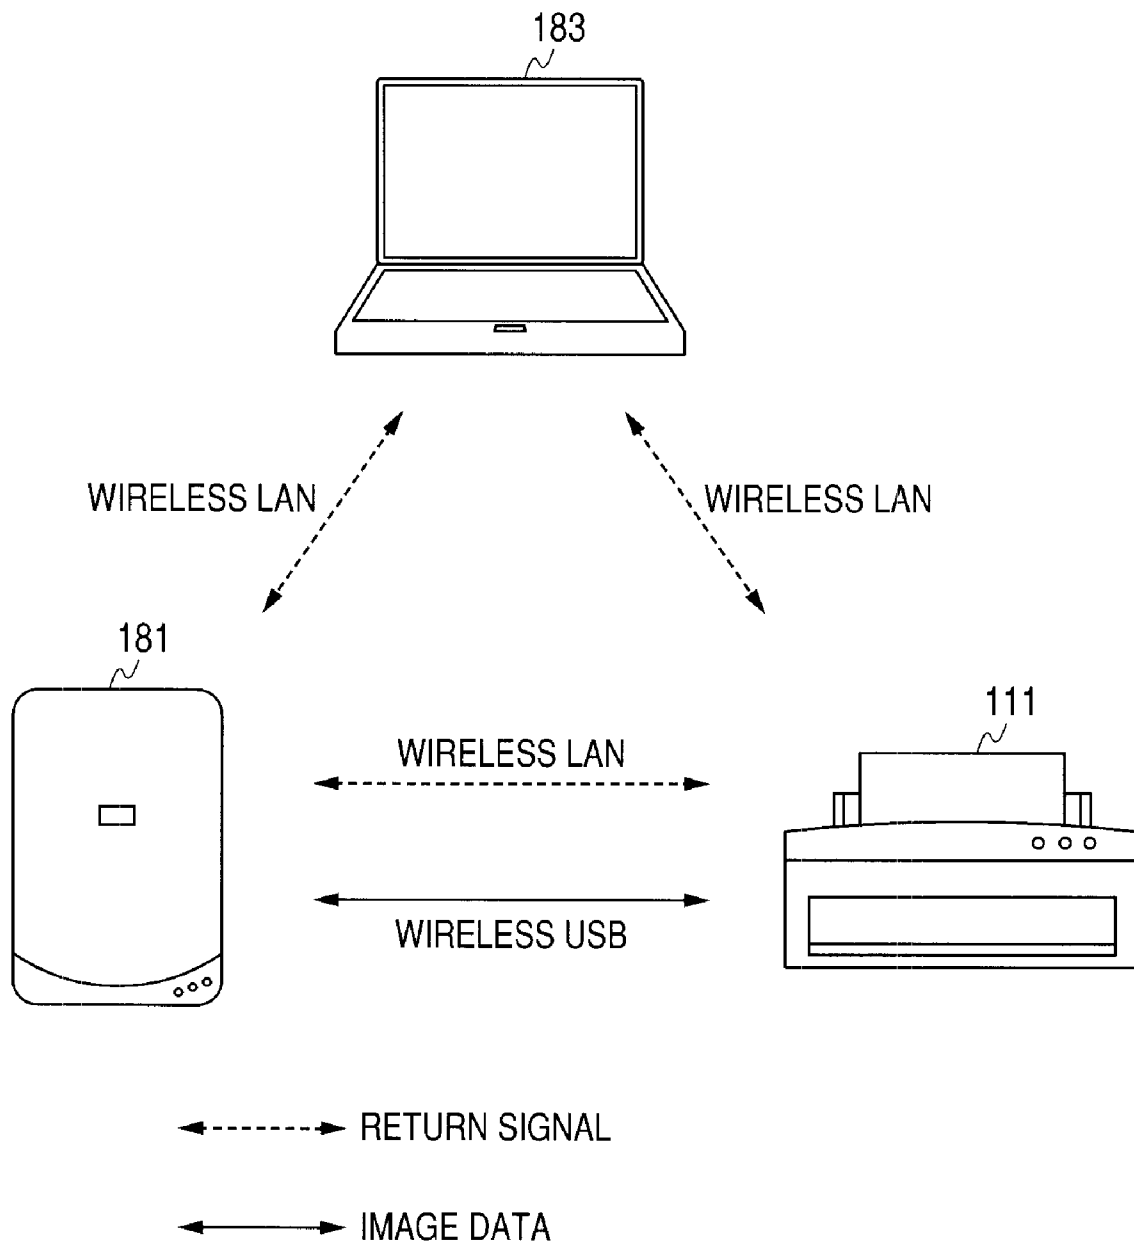 183
WIRELESS LAN
WIRELESS LAN
181
111
WIRELESS LAN
WIRELESS USB
RETURN SIGNAL
IMAGE DATA